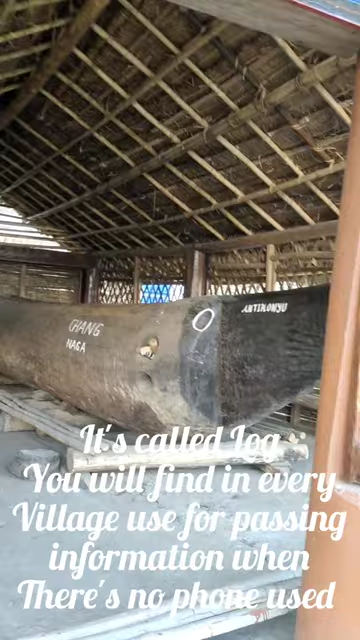 CHANG
NAGA
It's called Log
You will find in every
Village use for passing
information when
There's no phone used